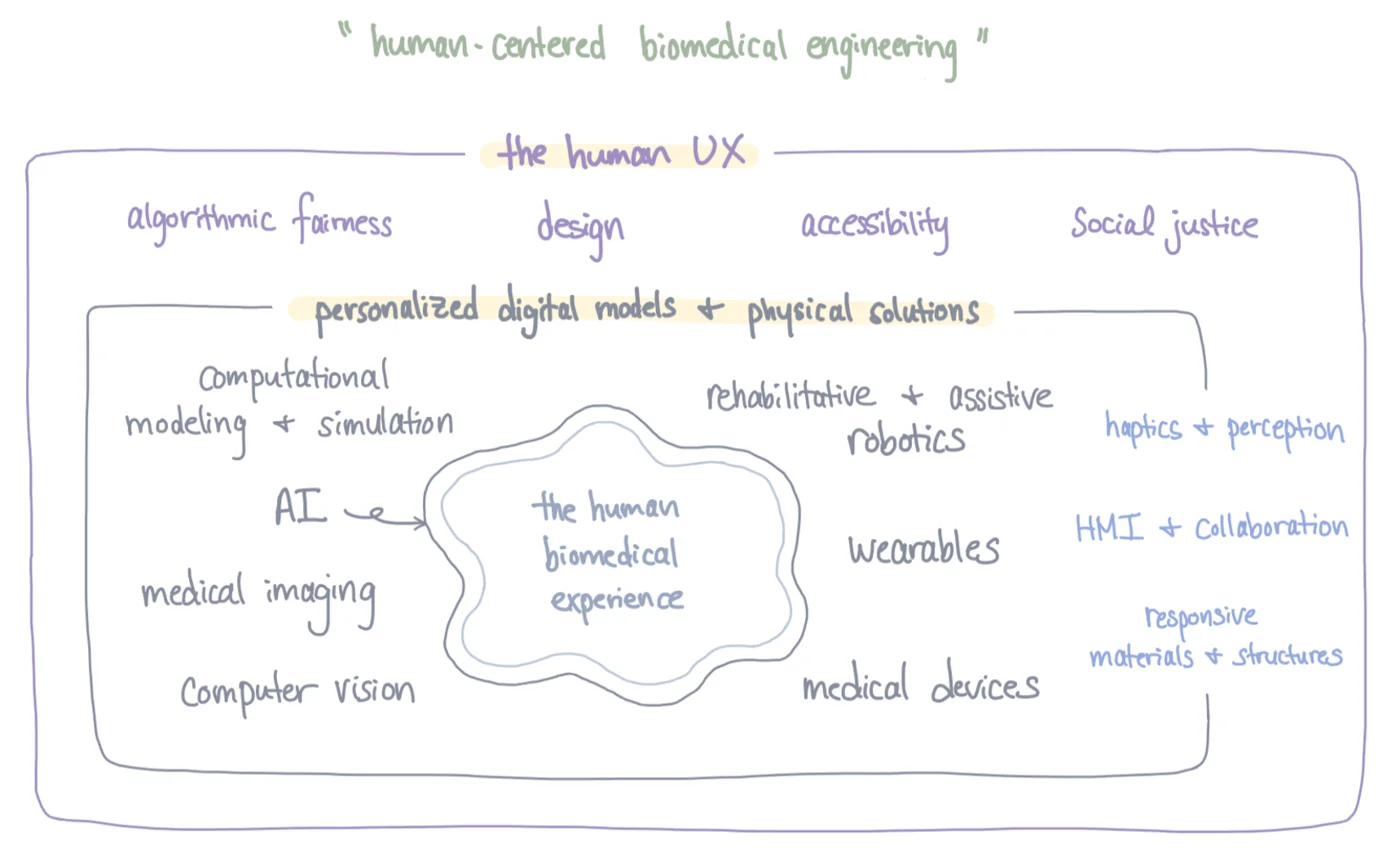 " human-centered biomedical engineering "
the human UX
algorithmic fairness
design
accessibility
Social justice
personalized digital models + physical solutions
Computational
modeling + simulation
AI
medical imaging
Computer vision
the human
biomedical
experience
rehabilitative + assistive
robotics
wearables
medical devices
haptics + perception
HMI + Collaboration
responsive
materials + structures